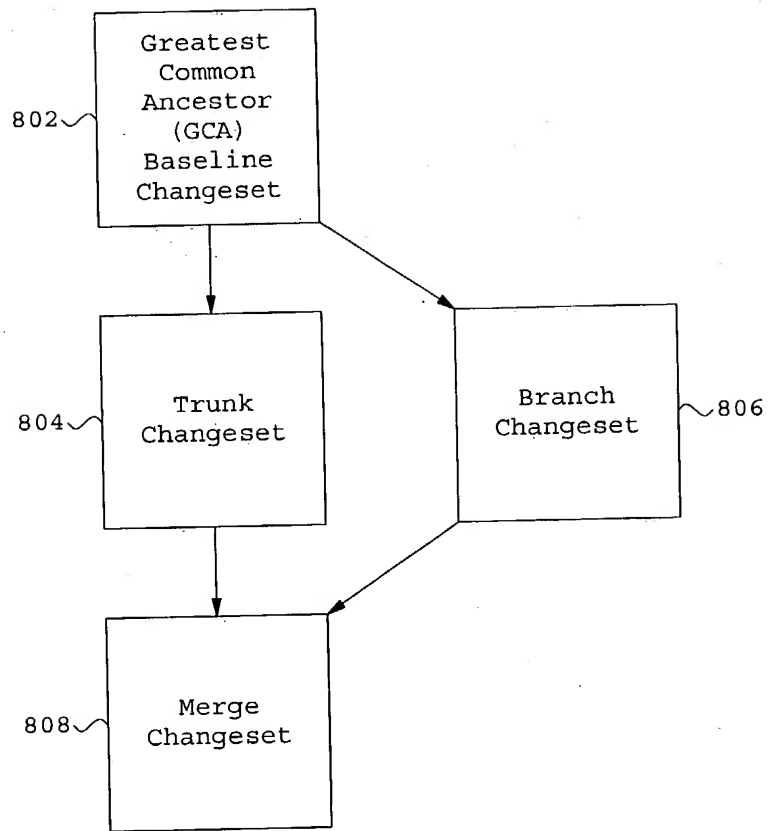 Greatest
Common
Ancestor
(GCA)
Baseline
Changeset
802
Trunk
Changeset
804
Branch
Changeset
806
Merge
Changeset
808